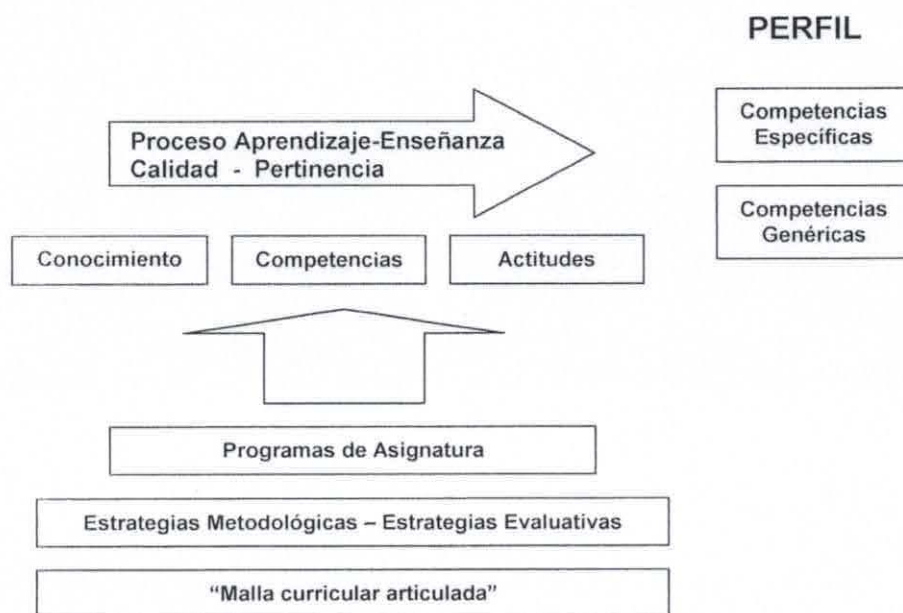 PERFIL
Proceso Aprendizaje-Enseñanza
Calidad - Pertinencia
Competencias
Específicas
Competencias
Genéricas
Conocimiento
Competencias
Actitudes
Programas de Asignatura
Estrategias Metodológicas – Estrategias Evaluativas
“Malla curricular articulada”